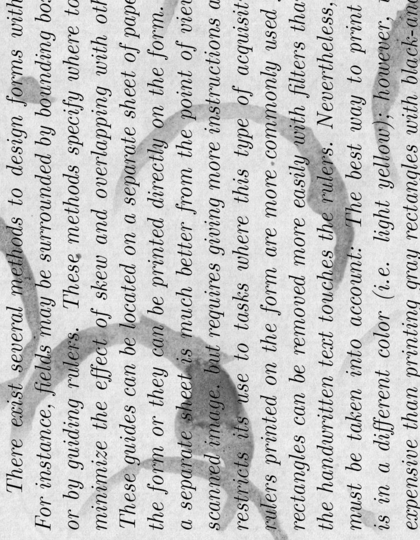 There exist several methods to design forms with
For instance, fields may be surrounded by bounding bo
or by guiding rulers. These methods specify where to
minimize the effect of skew and overlapping with oth
These guides can be located on a separate sheet of pape
the form or they can be printed directly on the form.
a separate sheet is much better from the point of view
scanned image, but requires giving more instructions a
restricts its use to tasks where this type of acquisit
rulers printed on the form are more commonly used
rectangles can be removed more easily with filters tha
the handwritten text touches the rulers. Nevertheless,
must be taken into account: The best way to print
is in a different color (i.e. light yellow); however,
expensive than printing gray rectangles with black-